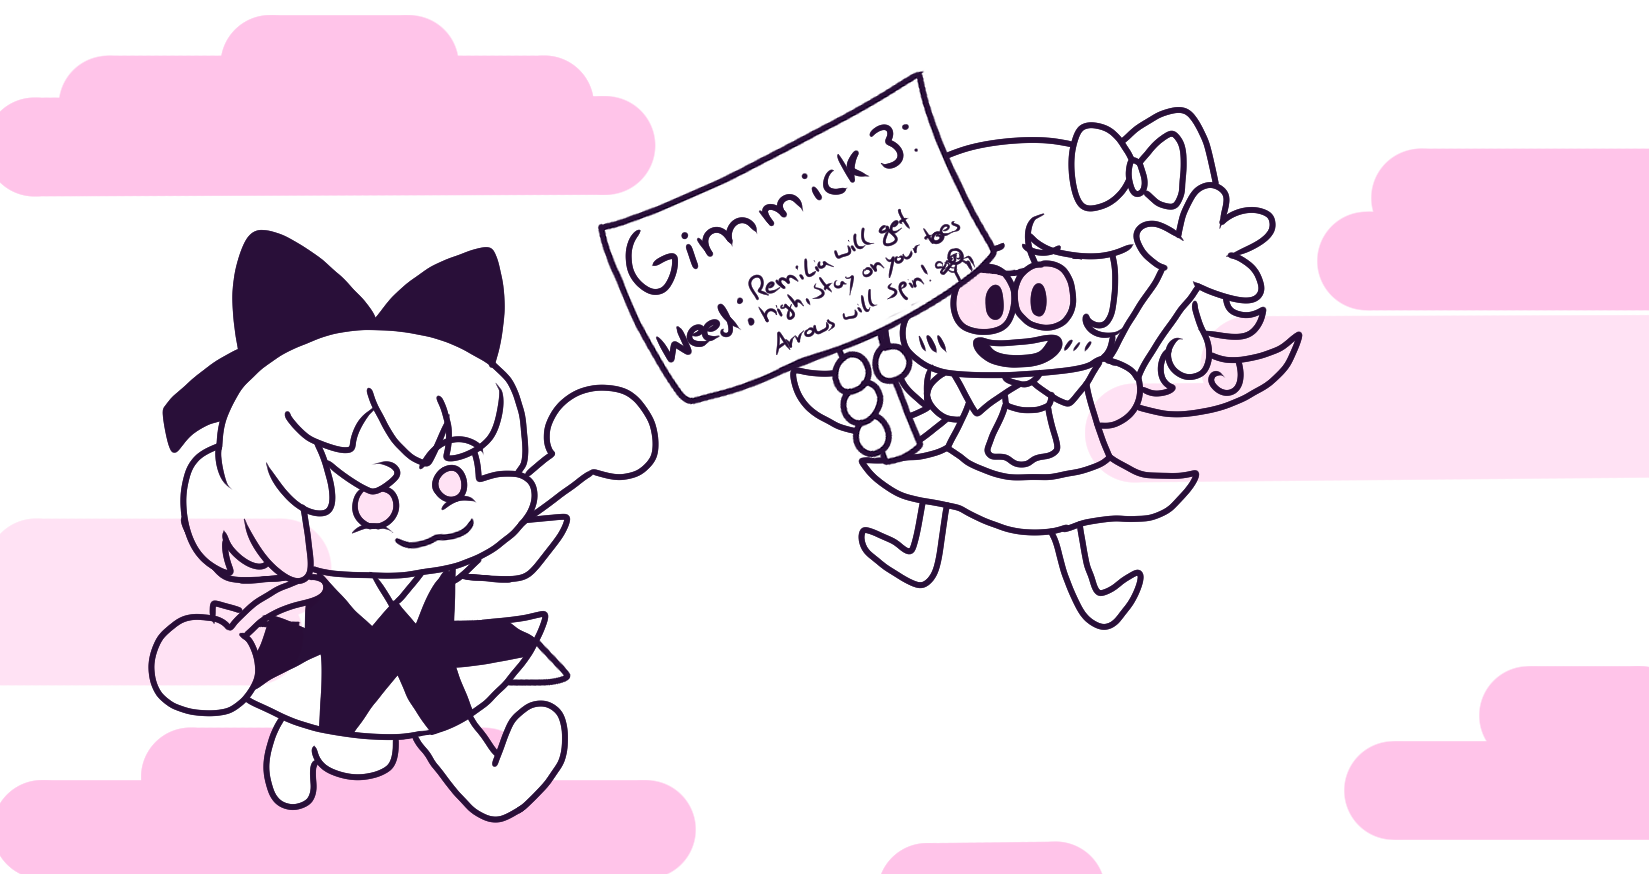 Gimmick 3:
Weed: Remilia will get
high, stay on your toes
Arrows will spin!